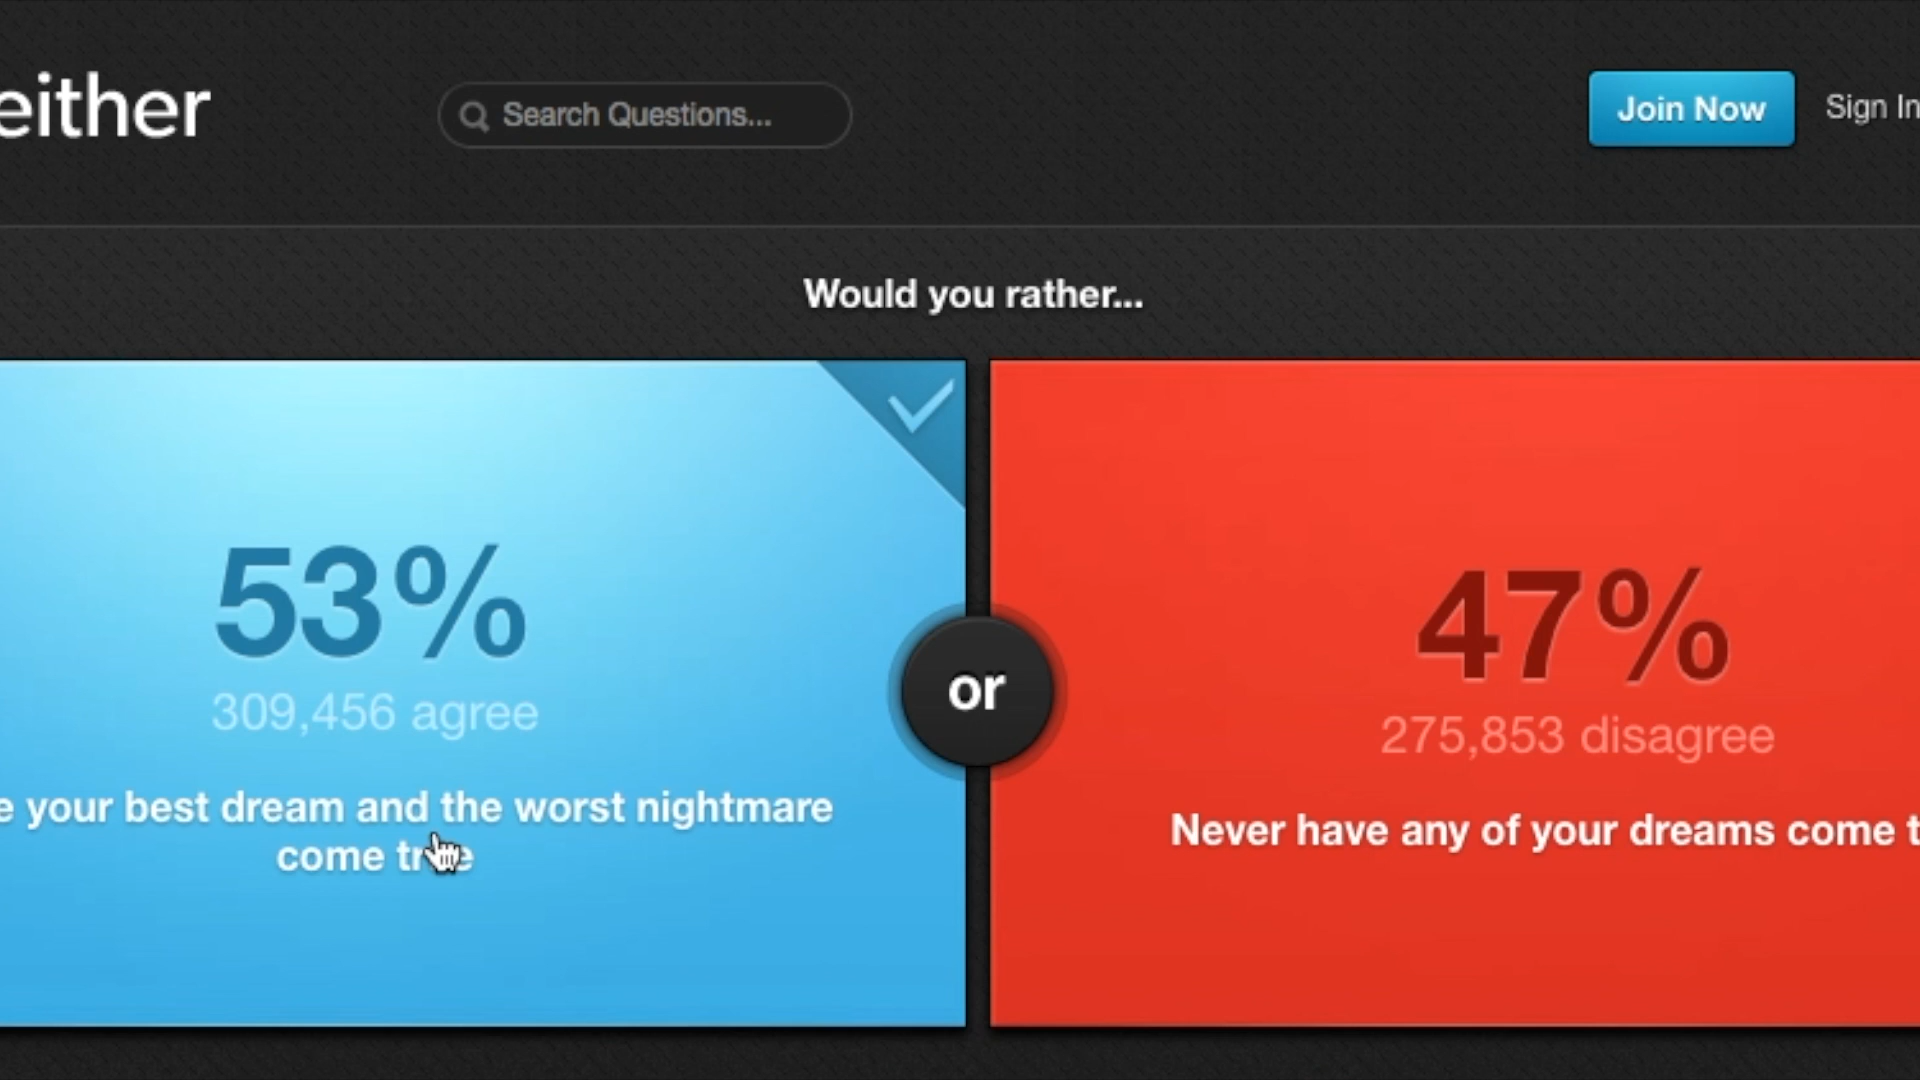 either
Search Questions...
Join Now
Sign In
Would you rather...
53%
309,456 agree
your best dream and the worst nightmare
come true
or
47%
275,853 disagree
Never have any of your dreams come